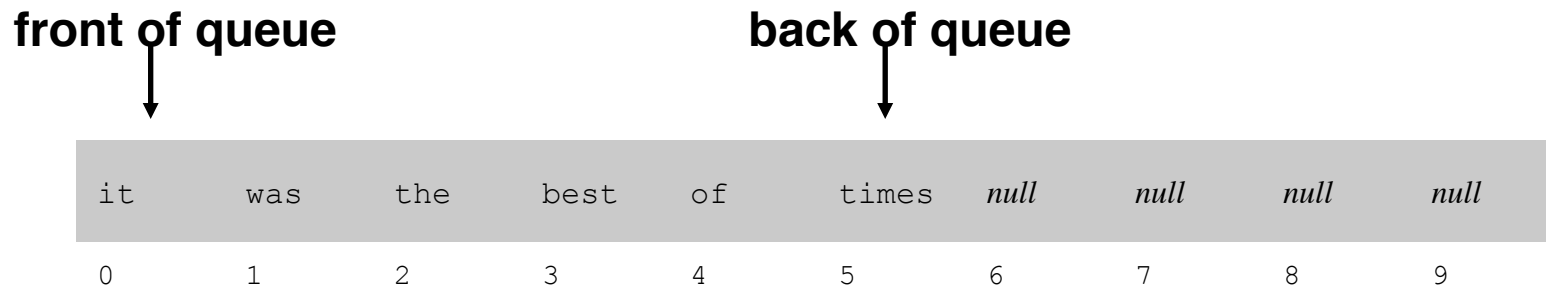 front of queue back of queue
it was the best of times null null null null
0 1 2 3 4 5 6 7 8 9